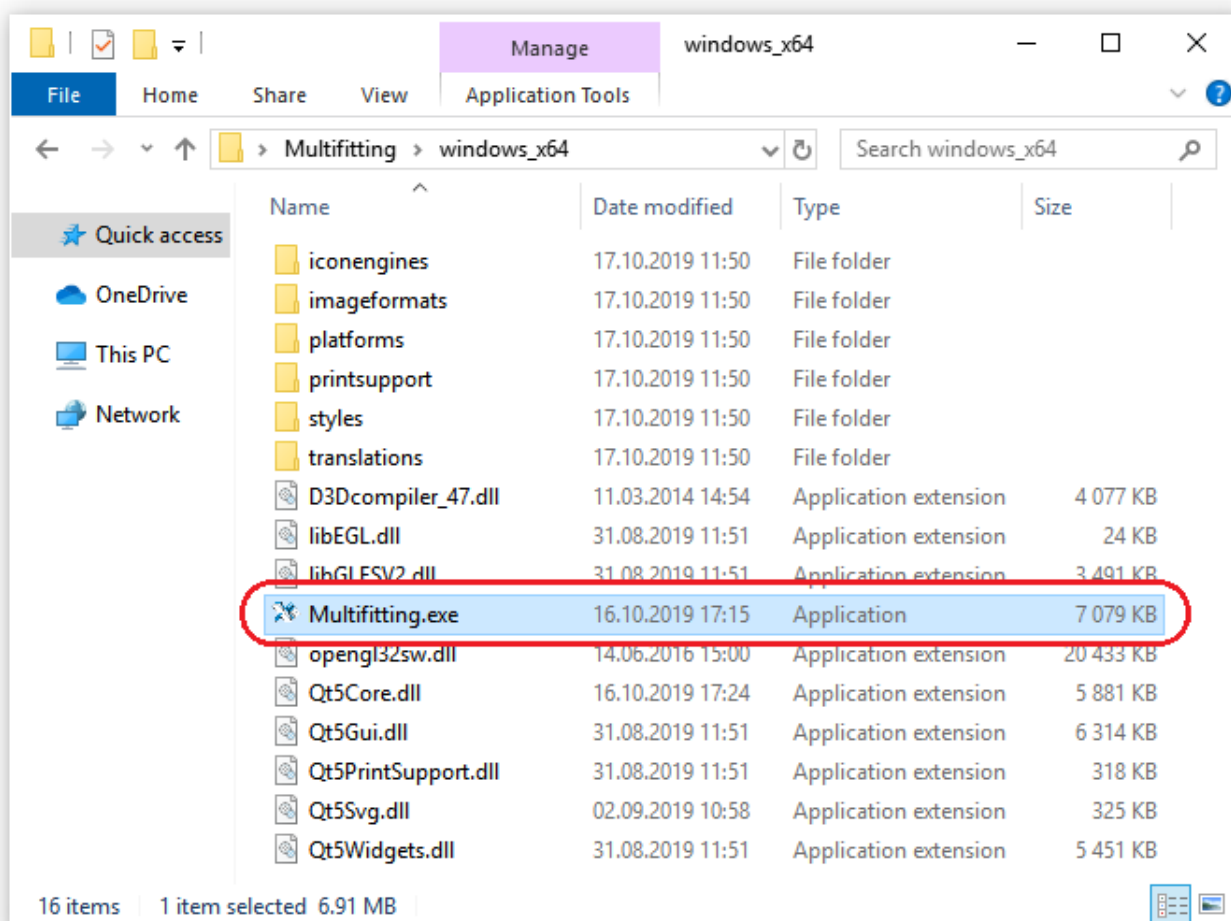 Manage windows_x64
File Home Share View Application Tools
Multifitting windows_x64 Search windows_x64
Name Date modified Type Size
Quick access
OneDrive
This PC
Network
iconengines 17.10.2019 11:50 File folder
imageformats 17.10.2019 11:50 File folder
platforms 17.10.2019 11:50 File folder
printsupport 17.10.2019 11:50 File folder
styles 17.10.2019 11:50 File folder
translations 17.10.2019 11:50 File folder
D3Dcompiler_47.dll 11.03.2014 14:54 Application extension 4 077 KB
libEGL.dll 31.08.2019 11:51 Application extension 24 KB
libGLESV2.dll 31.08.2019 11:51 Application extension 3 491 KB
Multifitting.exe 16.10.2019 17:15 Application 7 079 KB
opengl32sw.dll 14.06.2016 15:00 Application extension 20 433 KB
Qt5Core.dll 16.10.2019 17:24 Application extension 5 881 KB
Qt5Gui.dll 31.08.2019 11:51 Application extension 6 314 KB
Qt5PrintSupport.dll 31.08.2019 11:51 Application extension 318 KB
Qt5Svg.dll 02.09.2019 10:58 Application extension 325 KB
Qt5Widgets.dll 31.08.2019 11:51 Application extension 5 451 KB
16 items 1 item selected 6.91 MB